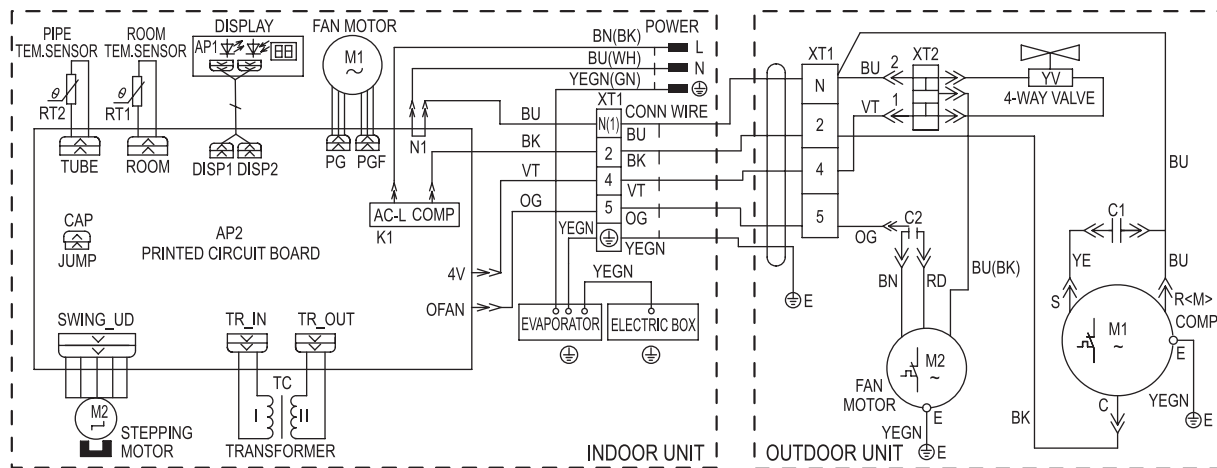 PIPE
TEM.SENSOR
ROOM
TEM.SENSOR
DISPLAY
AP1
FAN MOTOR
M1
~
POWER
BN(BK)
L
BU(WH)
N
YEGN(GN)
θ
RT2
θ
RT1
TUBE
ROOM
DISP1
DISP2
PG
PGF
N1
XT1
CONN WIRE
BU
N(1)
BU
BK
2
BK
VT
4
VT
OG
5
OG
YEGN
YEGN
AC-L
COMP
K1
CAP
JUMP
AP2
PRINTED CIRCUIT BOARD
4V
OFAN
YEGN
EVAPORATOR
ELECTRIC BOX
SWING_UD
TR_IN
TR_OUT
M2
STEPPING
MOTOR
TC
I
II
TRANSFORMER
INDOOR UNIT
E
XT1
N
2
4
5
BU
2
XT2
VT
1
YV
4-WAY VALVE
BU
OG
C2
BN
RD
BU(BK)
C1
YE
BU
S
R<M>
COMP
M1
~
E
C
YEGN
E
M2
~
FAN
MOTOR
E
YEGN
E
BK
OUTDOOR UNIT